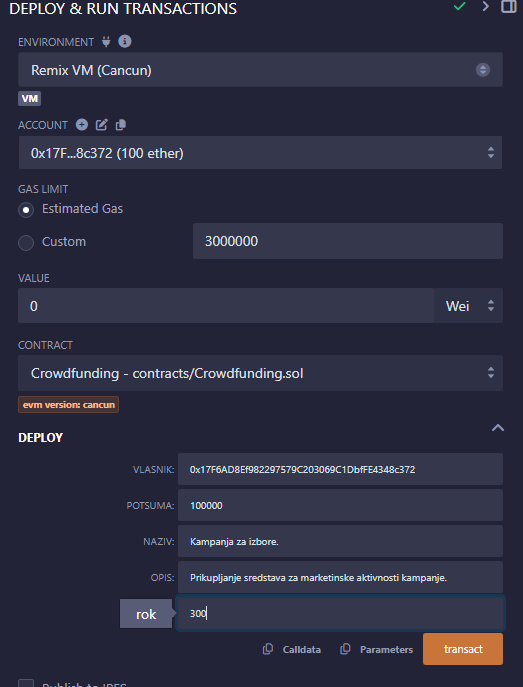 DEPLOY & RUN TRANSACTIONS
ENVIRONMENT
Remix VM (Cancun)
VM
ACCOUNT
0x17F...8c372 (100 ether)
GAS LIMIT
Estimated Gas
Custom
3000000
VALUE
0
Wei
CONTRACT
Crowdfunding - contracts/Crowdfunding.sol
evm version: cancun
DEPLOY
VLASNIK:
0x17F6AD8Ef982297579C203069C1DbfFE4348c372
POTSUMA:
100000
NAZIV:
Kampanja za izbore.
OPIS:
Prikupljanje sredstava za marketinske aktivnosti kampanje.
rok
300
Calldata
Parameters
transact
Publish to IPFS